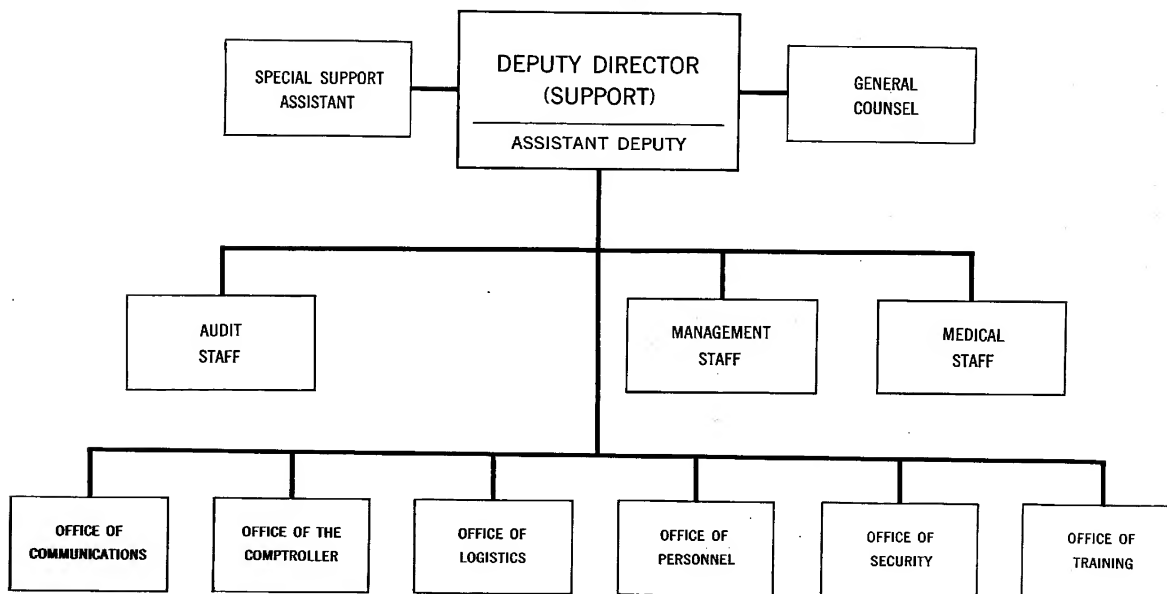 SPECIAL SUPPORT
ASSISTANT
DEPUTY DIRECTOR
(SUPPORT)
ASSISTANT DEPUTY
GENERAL
COUNSEL
AUDIT
STAFF
MANAGEMENT
STAFF
MEDICAL
STAFF
OFFICE OF
COMMUNICATIONS
OFFICE OF THE
COMPTROLLER
OFFICE OF
LOGISTICS
OFFICE OF
PERSONNEL
OFFICE OF
SECURITY
OFFICE OF
TRAINING